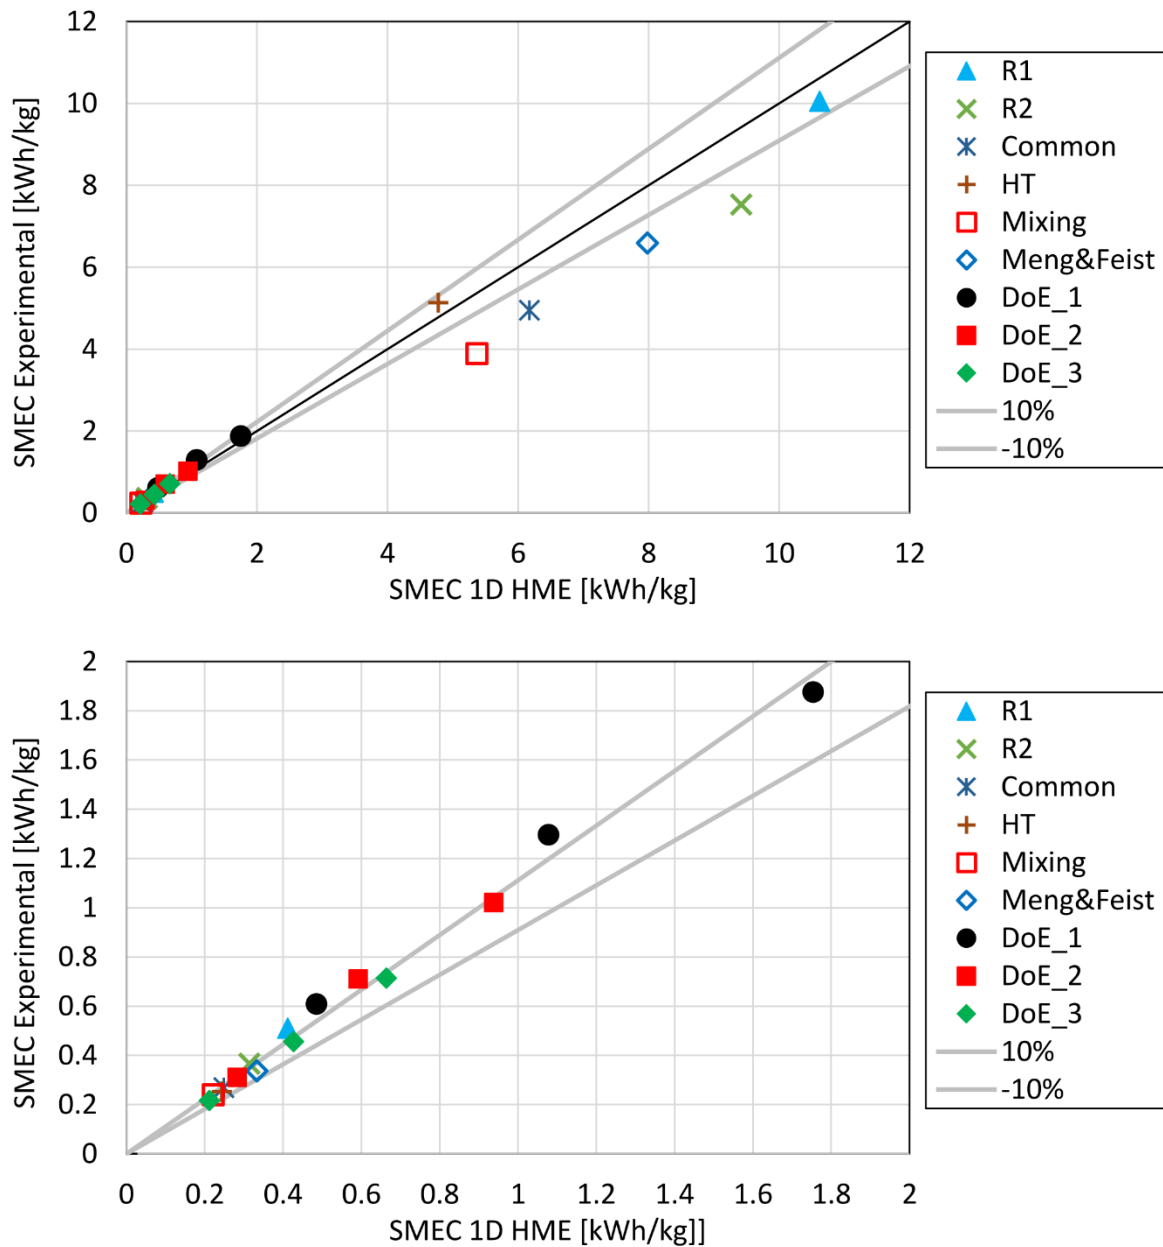 SMEC Experimental [kWh/kg]
12
10
8
6
4
2
0
0 2 4 6 8 10 12
SMEC 1D HME [kWh/kg]
R1
R2
Common
HT
Mixing
Meng&Feist
DoE_1
DoE_2
DoE_3
10%
-10%
SMEC Experimental [kWh/kg]
2
1.8
1.6
1.4
1.2
1
0.8
0.6
0.4
0.2
0
0 0.2 0.4 0.6 0.8 1 1.2 1.4 1.6 1.8 2
SMEC 1D HME [kWh/kg]]
R1
R2
Common
HT
Mixing
Meng&Feist
DoE_1
DoE_2
DoE_3
10%
-10%